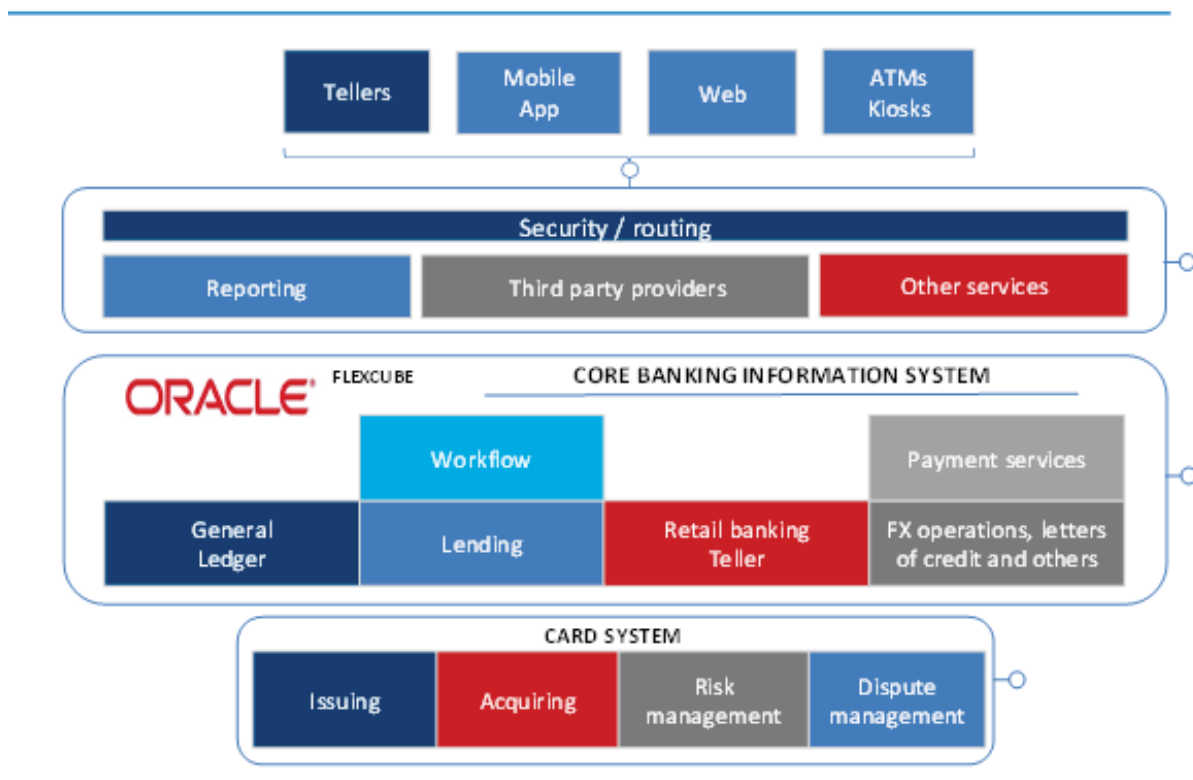 Tellers
Mobile
App
Web
ATMs
Kiosks
Security / routing
Reporting
Third party providers
Other services
ORACLE
FLEXCUBE
CORE BANKING INFORMATION SYSTEM
Workflow
Payment services
General
Ledger
Lending
Retail banking
Teller
FX operations, letters
of credit and others
CARD SYSTEM
Issuing
Acquiring
Risk
management
Dispute
management